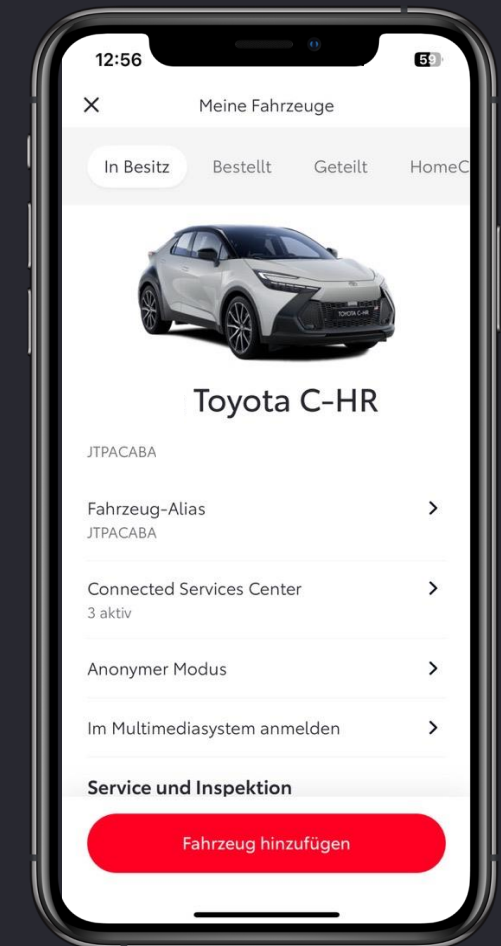 12:56
59
Meine Fahrzeuge
In Besitz Bestellt Geteilt HomeC
TOYOTA C-HR
Toyota C-HR
JTPACABA
Fahrzeug-Alias
JTPACABA
Connected Services Center
3 aktiv
Anonymer Modus
Im Multimediasystem anmelden
Service und Inspektion
Fahrzeug hinzufügen